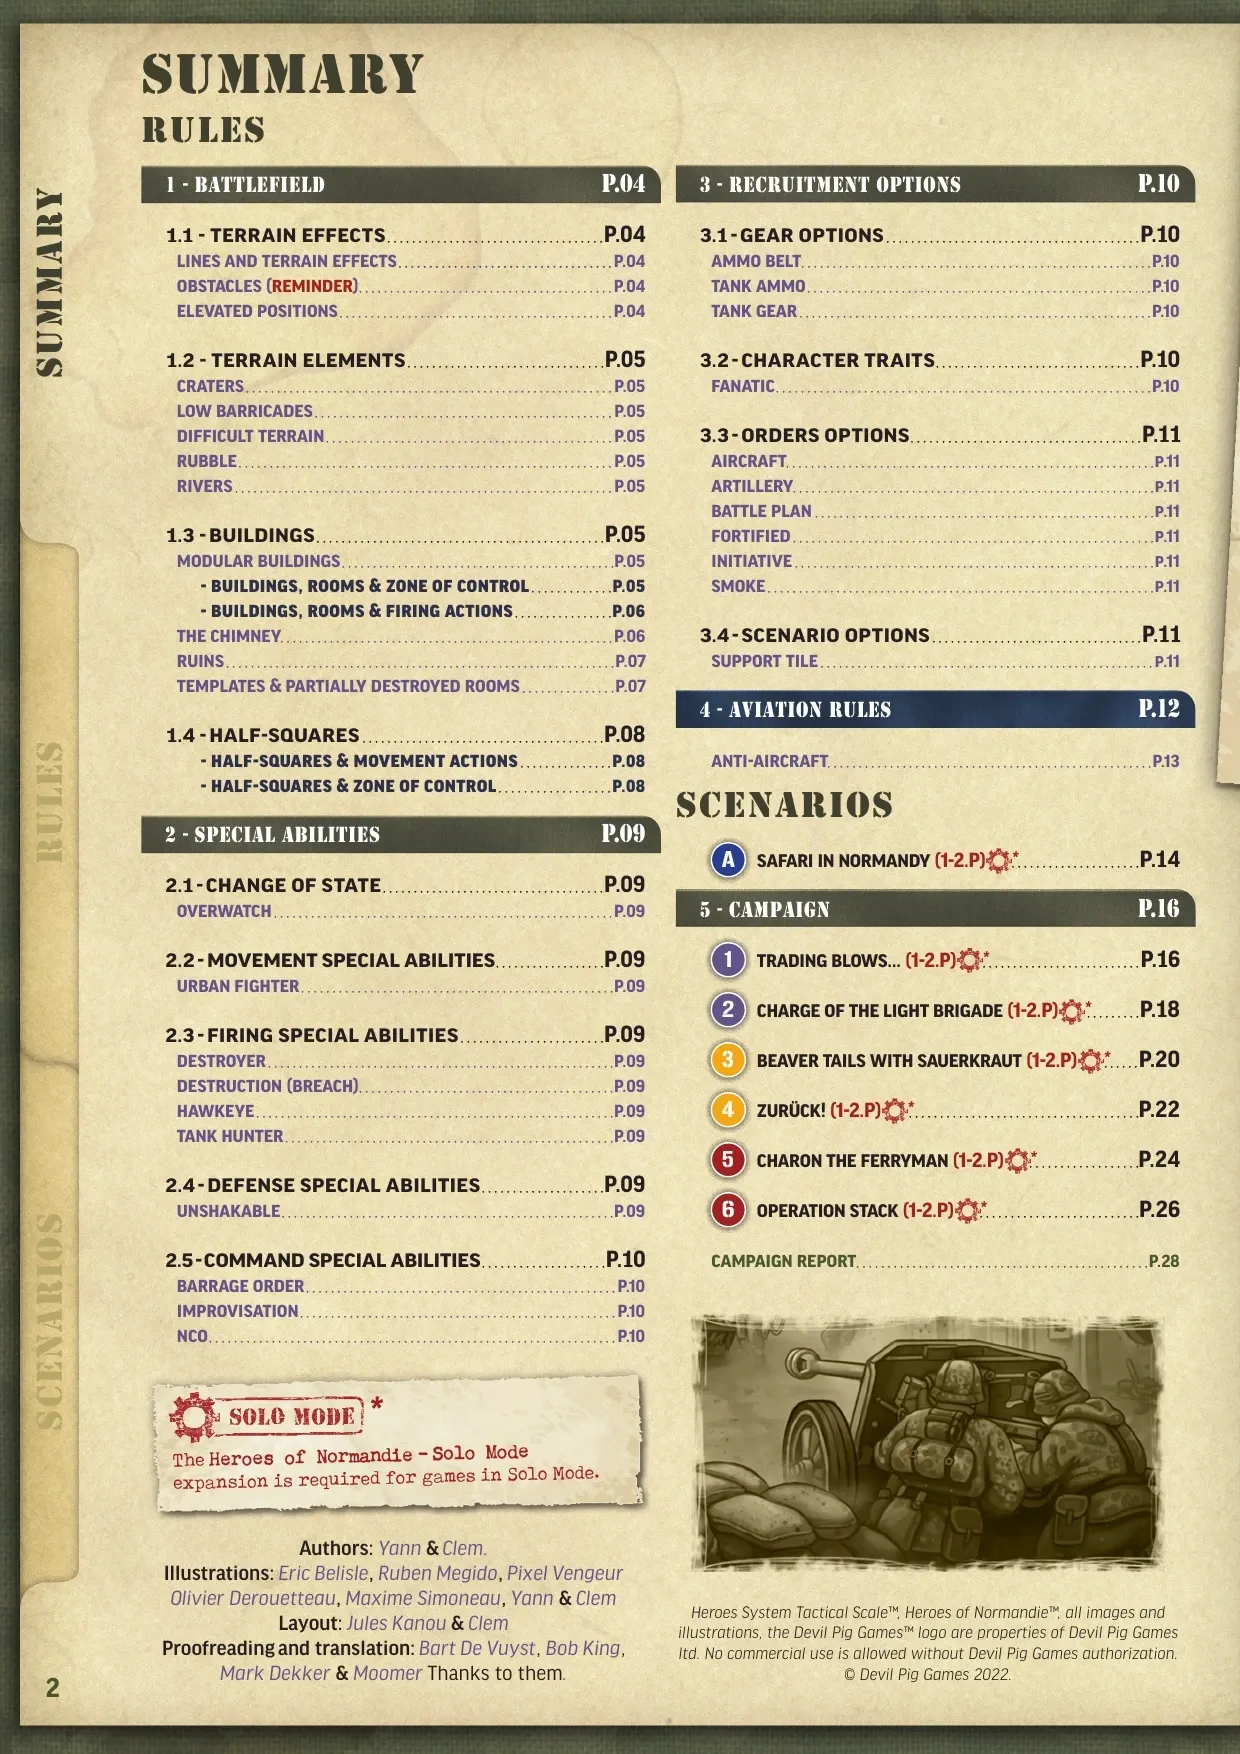 SUMMARY
RULES
SUMMARY
RULES
SCENARIOS
1 - BATTLEFIELD P.04
1.1 - TERRAIN EFFECTS P.04
LINES AND TERRAIN EFFECTS P.04
OBSTACLES (REMINDER) P.04
ELEVATED POSITIONS P.04
1.2 - TERRAIN ELEMENTS P.05
CRATERS P.05
LOW BARRICADES P.05
DIFFICULT TERRAIN P.05
RUBBLE P.05
RIVERS P.05
1.3 - BUILDINGS P.05
MODULAR BUILDINGS P.05
- BUILDINGS, ROOMS & ZONE OF CONTROL P.05
- BUILDINGS, ROOMS & FIRING ACTIONS P.06
THE CHIMNEY P.06
RUINS P.07
TEMPLATES & PARTIALLY DESTROYED ROOMS P.07
1.4 - HALF-SQUARES P.08
- HALF-SQUARES & MOVEMENT ACTIONS P.08
- HALF-SQUARES & ZONE OF CONTROL P.08
2 - SPECIAL ABILITIES P.09
2.1 - CHANGE OF STATE P.09
OVERWATCH P.09
2.2 - MOVEMENT SPECIAL ABILITIES P.09
URBAN FIGHTER P.09
2.3 - FIRING SPECIAL ABILITIES P.09
DESTROYER P.09
DESTRUCTION (BREACH) P.09
HAWKEYE P.09
TANK HUNTER P.09
2.4 - DEFENSE SPECIAL ABILITIES P.09
UNSHAKABLE P.09
2.5 - COMMAND SPECIAL ABILITIES P.10
BARRAGE ORDER P.10
IMPROVISATION P.10
NCO P.10
SOLO MODE *
The Heroes of Normandie – Solo Mode
expansion is required for games in Solo Mode.
Authors: Yann & Clem.
Illustrations: Eric Belisle, Ruben Megido, Pixel Vengeur
Olivier Derouetteau, Maxime Simoneau, Yann & Clem
Layout: Jules Kanou & Clem
Proofreading and translation: Bart De Vuyst, Bob King,
Mark Dekker & Moomer Thanks to them.
2
3 - RECRUITMENT OPTIONS P.10
3.1 - GEAR OPTIONS P.10
AMMO BELT P.10
TANK AMMO P.10
TANK GEAR P.10
3.2 - CHARACTER TRAITS P.10
FANATIC P.10
3.3 - ORDERS OPTIONS P.11
AIRCRAFT P.11
ARTILLERY P.11
BATTLE PLAN P.11
FORTIFIED P.11
INITIATIVE P.11
SMOKE P.11
3.4 - SCENARIO OPTIONS P.11
SUPPORT TILE P.11
4 - AVIATION RULES P.12
ANTI-AIRCRAFT P.13
SCENARIOS
A SAFARI IN NORMANDY (1-2.P)* P.14
5 - CAMPAIGN P.16
1 TRADING BLOWS... (1-2.P)* P.16
2 CHARGE OF THE LIGHT BRIGADE (1-2.P)* P.18
3 BEAVER TAILS WITH SAUERKRAUT (1-2.P)* P.20
4 ZURÜCK! (1-2.P)* P.22
5 CHARON THE FERRYMAN (1-2.P)* P.24
6 OPERATION STACK (1-2.P)* P.26
CAMPAIGN REPORT P.28
Heroes System Tactical Scale™, Heroes of Normandie™, all images and
illustrations, the Devil Pig Games™ logo are properties of Devil Pig Games
ltd. No commercial use is allowed without Devil Pig Games authorization.
© Devil Pig Games 2022.